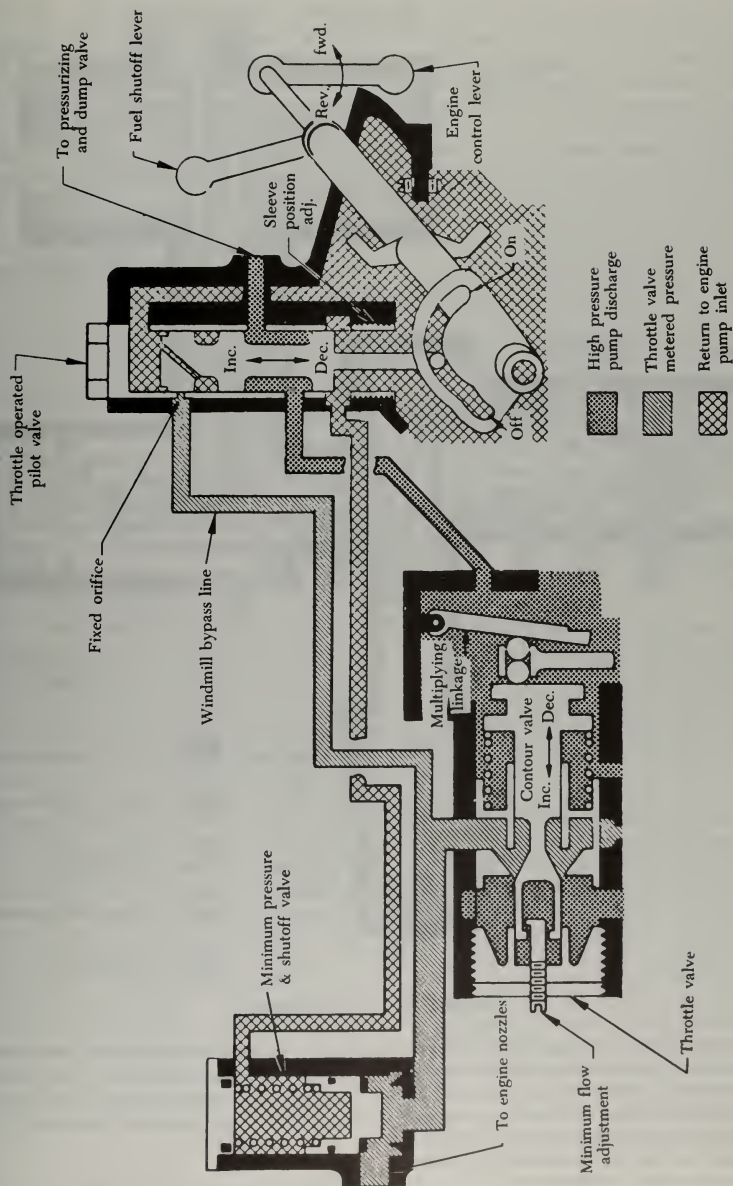 Throttle operated
pilot valve
To pressurizing
and dump valve
Fuel shutoff lever
Fixed orifice
Windmill bypass line
Inc.
Dec.
Sleeve
position
adj.
Rev.
fwd.
Engine
control lever
On
Off
Minimum pressure
& shutoff valve
To engine nozzles
Multiplying
linkage
Contour valve
Inc.
Dec.
Minimum flow
adjustment
Throttle valve
High pressure
pump discharge
Throttle valve
metered pressure
Return to engine
pump inlet